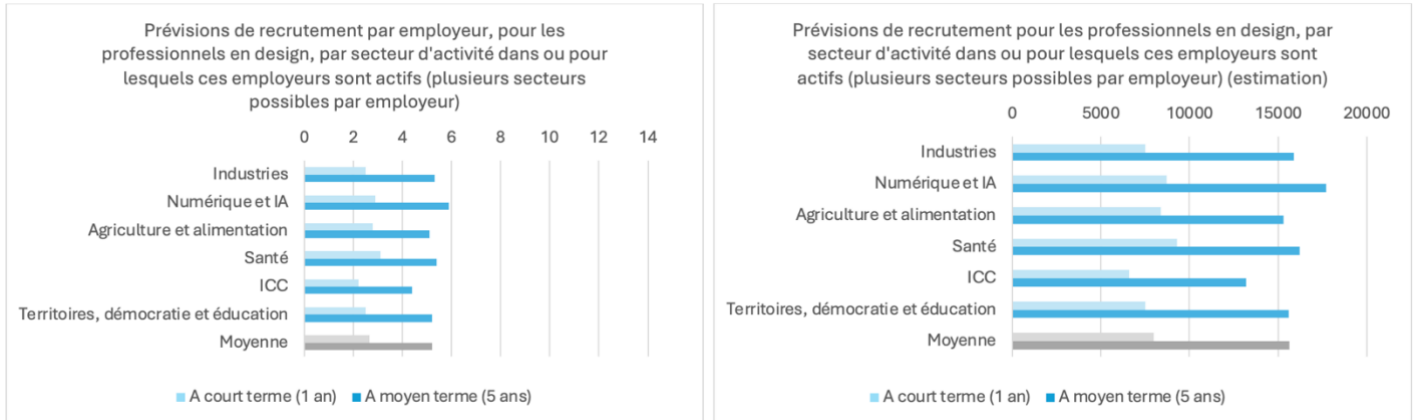 Prévisions de recrutement par employeur, pour les
professionnels en design, par secteur d'activité dans ou pour
lesquels ces employeurs sont actifs (plusieurs secteurs
possibles par employeur)
0 2 4 6 8 10 12 14
Industries
Numérique et IA
Agriculture et alimentation
Santé
ICC
Territoires, démocratie et éducation
Moyenne
A court terme (1 an) A moyen terme (5 ans)
Prévisions de recrutement pour les professionnels en design, par
secteur d'activité dans ou pour lesquels ces employeurs sont
actifs (plusieurs secteurs possibles par employeur) (estimation)
0 5000 10000 15000 20000
Industries
Numérique et IA
Agriculture et alimentation
Santé
ICC
Territoires, démocratie et éducation
Moyenne
A court terme (1 an) A moyen terme (5 ans)